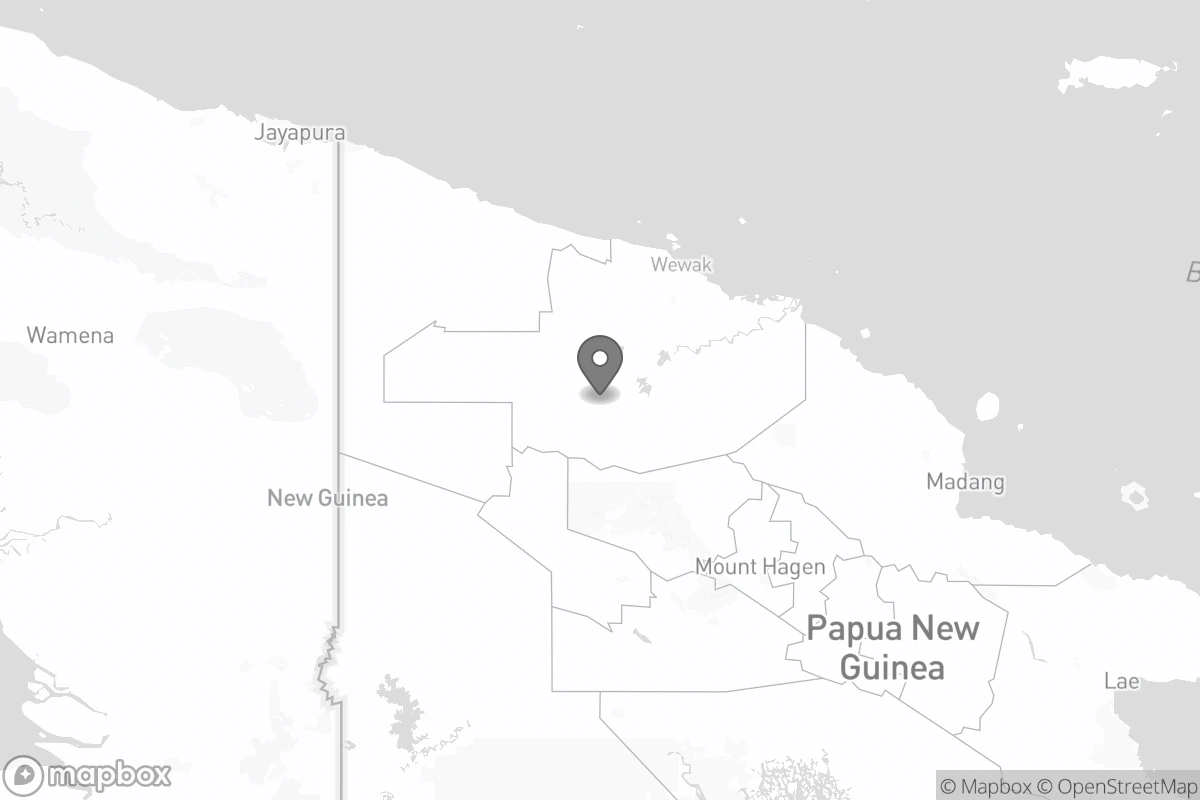 Jayapura
Wewak
B
Wamena
Madang
New Guinea
Mount Hagen
Papua New
Guinea
Lae
mapbox
© Mapbox © OpenStreetMap